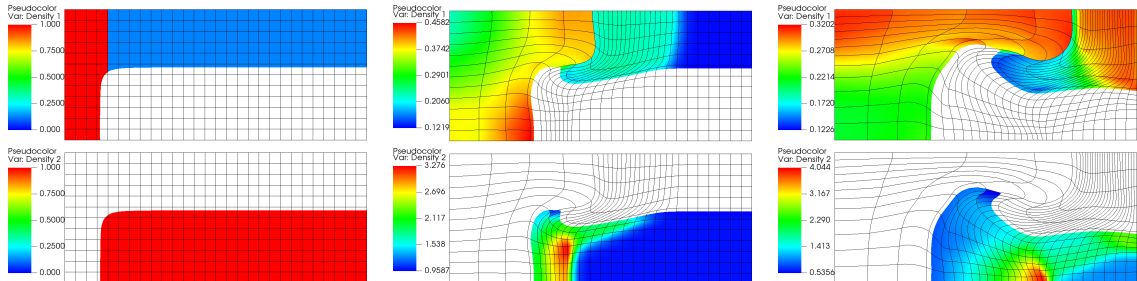 Pseudocolor
Var: Density 1
1.000
0.7500
0.5000
0.2500
0.000
Pseudocolor
Var: Density 1
0.4582
0.3742
0.2901
0.2060
0.1219
Pseudocolor
Var: Density 1
0.3202
0.2708
0.2214
0.1720
0.1226
Pseudocolor
Var: Density 2
1.000
0.7500
0.5000
0.2500
0.000
Pseudocolor
Var: Density 2
3.276
2.696
2.117
1.538
0.9587
Pseudocolor
Var: Density 2
4.044
3.167
2.290
1.413
0.5356